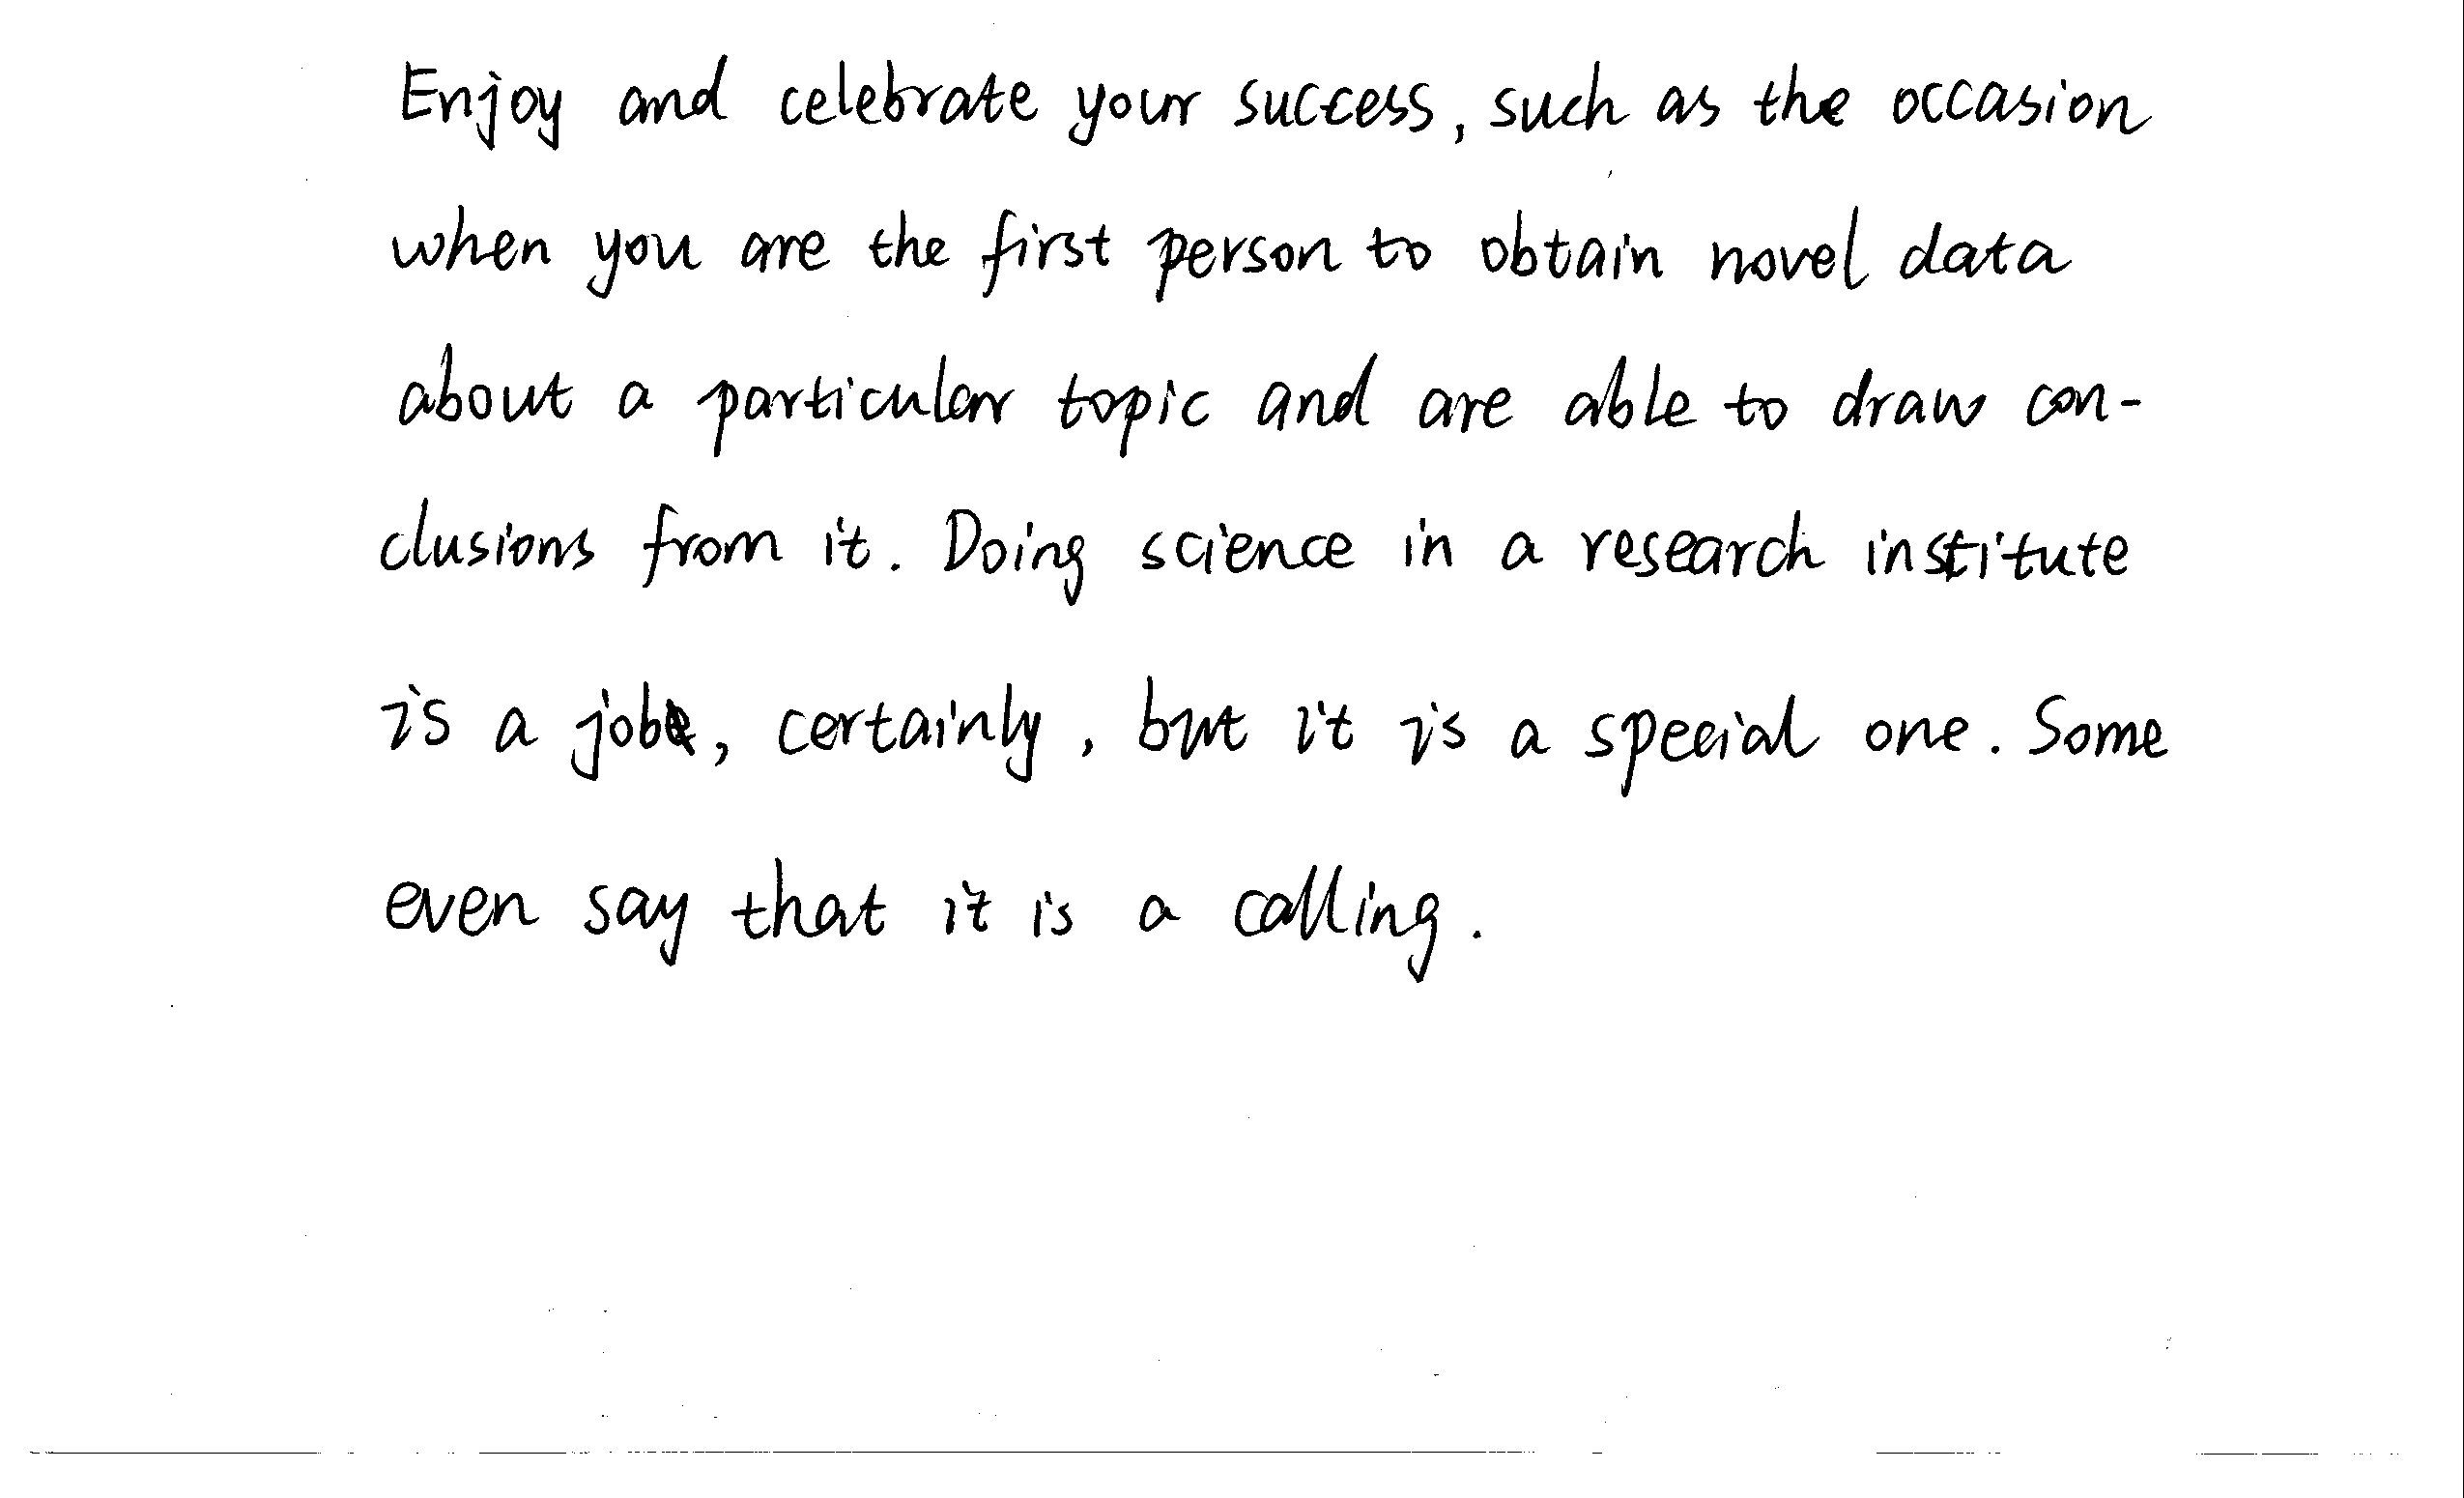 Enjoy and celebrate your success, such as the occasion
when you are the first person to obtain novel data
about a particular topic and are able to draw con-
clusions from it. Doing science in a research institute
is a job, certainly, but it is a special one. Some
even say that it is a calling.